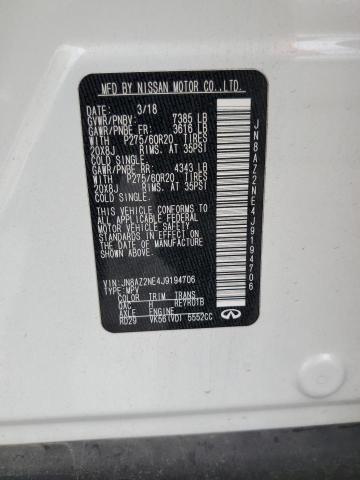 MFD BY NISSAN MOTOR CO.,LTD.
DATE: 3/18
GVWR/PNBV: 7385 LB
GAWR/PNBE FR: 3616 LB
WITH P275/60R20 TIRES
20X8J RIMS. AT 35PSI
COLD SINGLE.
GAWR/PNBE RR: 4343 LB
WITH P275/60R20 TIRES
20X8J RIMS. AT 35PSI
COLD SINGLE.
THIS VEHICLE CONFORMS TO ALL
APPLICABLE U.S. FEDERAL
MOTOR VEHICLE SAFETY
STANDARDS IN EFFECT ON
THE DATE OF MANUFACTURE
SHOWN ABOVE.
VIN:JN8AZ2NE4J9194706
TYPE:MPV
COLOR TRIM TRANS
QAC H RE7R01B
AXLE ENGINE
RD29 VK56(VD) 5552CC
INFINITI
JN8AZ2NE4J9194706